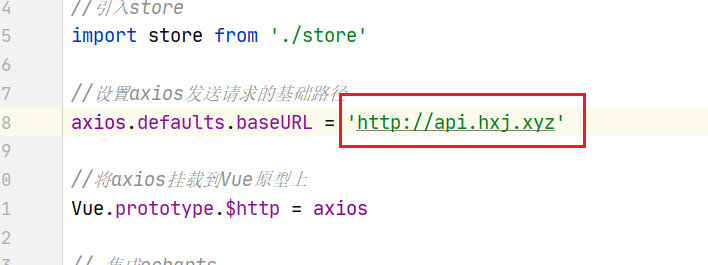 4 //引入store
5 import store from './store'
6
7 //设置axios发送请求的基础路径
8 axios.defaults.baseURL = 'http://api.hxj.xyz'
9
0 //将axios挂载到Vue原型上
1 Vue.prototype.$http = axios
2
3 // 集成echarts